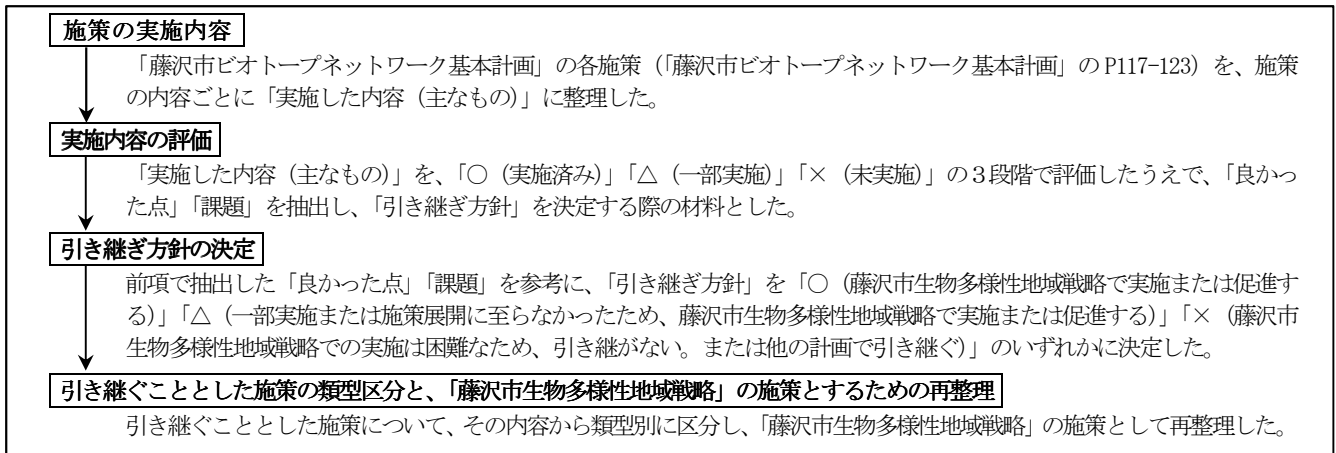 施策の実施内容
「藤沢市ビオトープネットワーク基本計画」の各施策（「藤沢市ビオトープネットワーク基本計画」のP117-123）を、施策
の内容ごとに「実施した内容（主なもの）」に整理した。
実施内容の評価
「実施した内容（主なもの）」を、「○（実施済み）」「△（一部実施）」「×（未実施）」の３段階で評価したうえで、「良かっ
た点」「課題」を抽出し、「引き継ぎ方針」を決定する際の材料とした。
引き継ぎ方針の決定
前項で抽出した「良かった点」「課題」を参考に、「引き継ぎ方針」を「○（藤沢市生物多様性地域戦略で実施または促進す
る）」「△（一部実施または施策展開に至らなかったため、藤沢市生物多様性地域戦略で実施または促進する）」「×（藤沢市
生物多様性地域戦略での実施は困難なため、引き継がない。または他の計画で引き継ぐ）」のいずれかに決定した。
引き継ぐこととした施策の類型区分と、「藤沢市生物多様性地域戦略」の施策とするための再整理
引き継ぐこととした施策について、その内容から類型別に区分し、「藤沢市生物多様性地域戦略」の施策として再整理した。